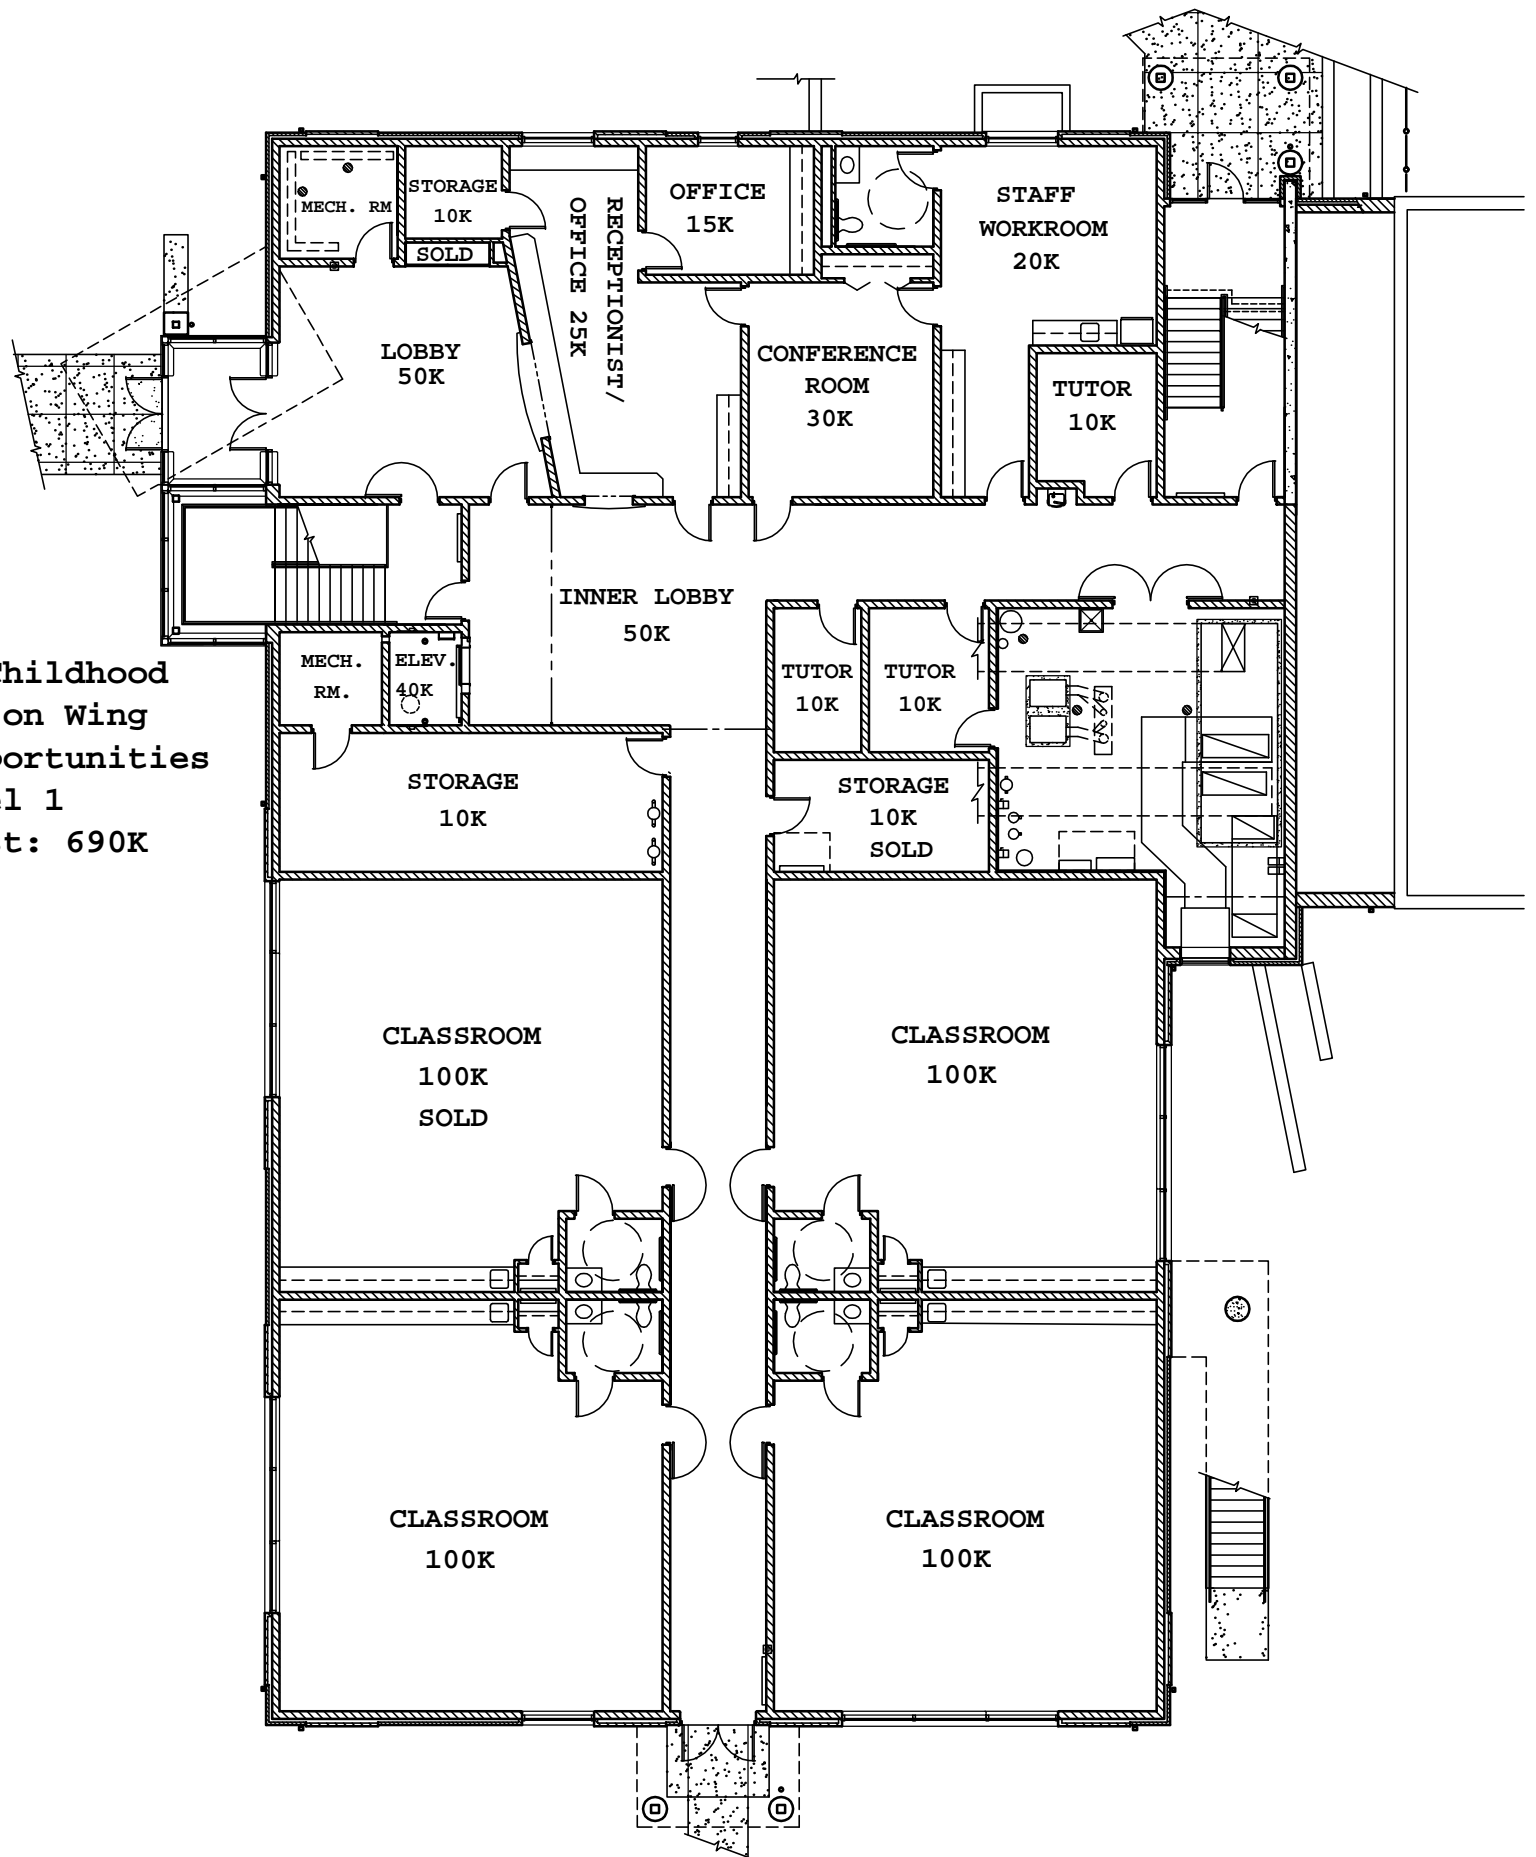 STORAGE
10K
SOLD
MECH. RM
RECEPTIONIST/
OFFICE 25K
OFFICE
15K
STAFF
WORKROOM
20K
LOBBY
50K
CONFERENCE
ROOM
30K
TUTOR
10K
INNER LOBBY
50K
MECH.
RM.
ELEV.
40K
TUTOR
10K
TUTOR
10K
Childhood
on Wing
portunities
el 1
st: 690K
STORAGE
10K
STORAGE
10K
SOLD
CLASSROOM
100K
SOLD
CLASSROOM
100K
CLASSROOM
100K
CLASSROOM
100K